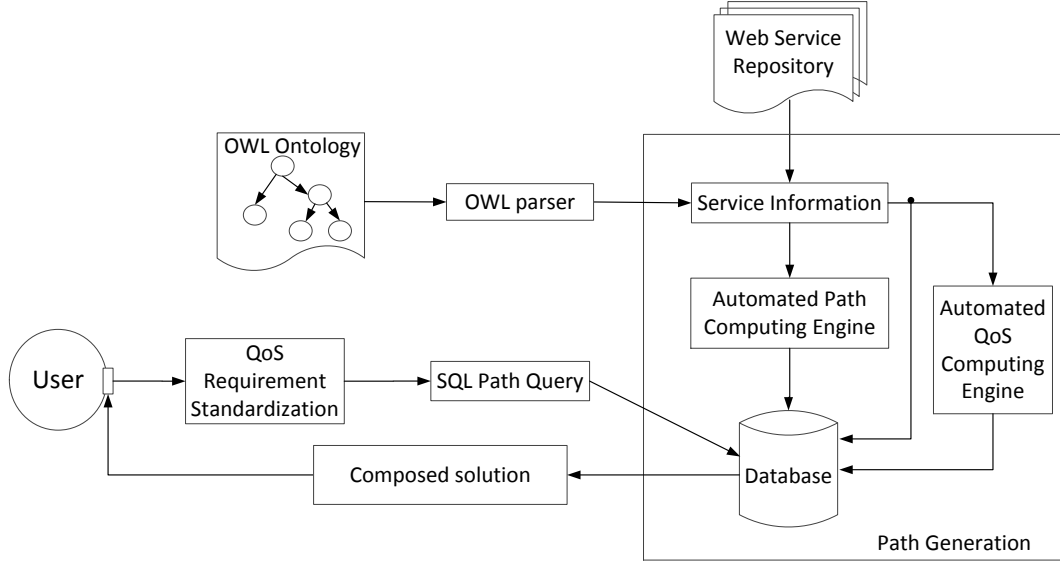 Web Service
Repository
OWL Ontology
OWL parser
Service Information
Automated Path
Computing Engine
Automated
QoS
Computing
Engine
User
QoS
Requirement
Standardization
SQL Path Query
Composed solution
Database
Path Generation